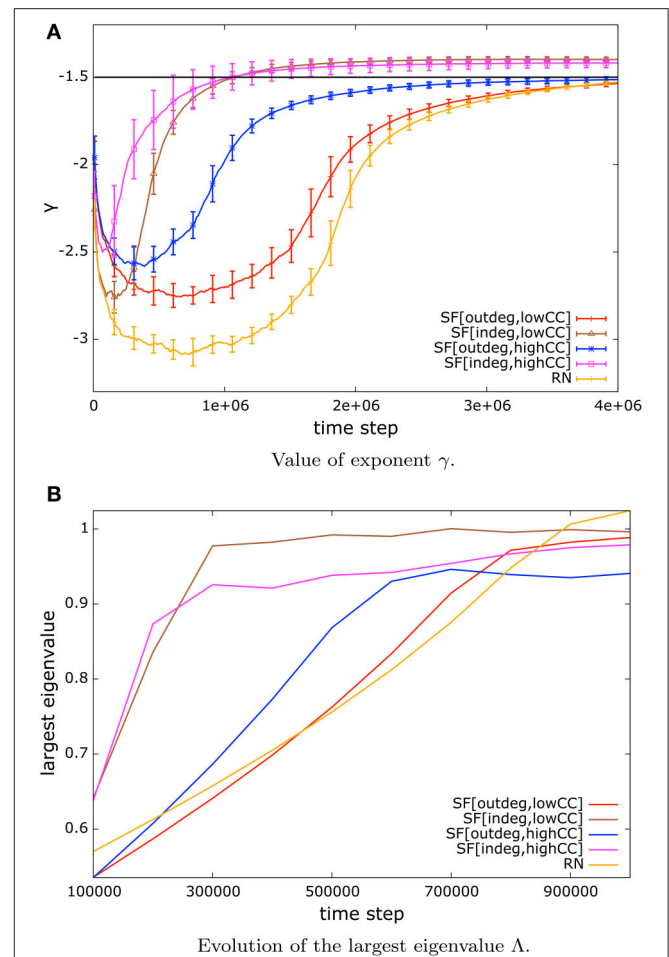 A
-1.5
-2
-2.5
-3
γ
SF[outdeg,lowCC]
SF[indeg,lowCC]
SF[outdeg,highCC]
SF[indeg,highCC]
RN
0 1e+06 2e+06 3e+06 4e+06
time step
Value of exponent γ.
B
1
0.9
0.8
0.7
0.6
largest eigenvalue
SF[outdeg,lowCC]
SF[indeg,lowCC]
SF[outdeg,highCC]
SF[indeg,highCC]
RN
100000 300000 500000 700000 900000
time step
Evolution of the largest eigenvalue Λ.